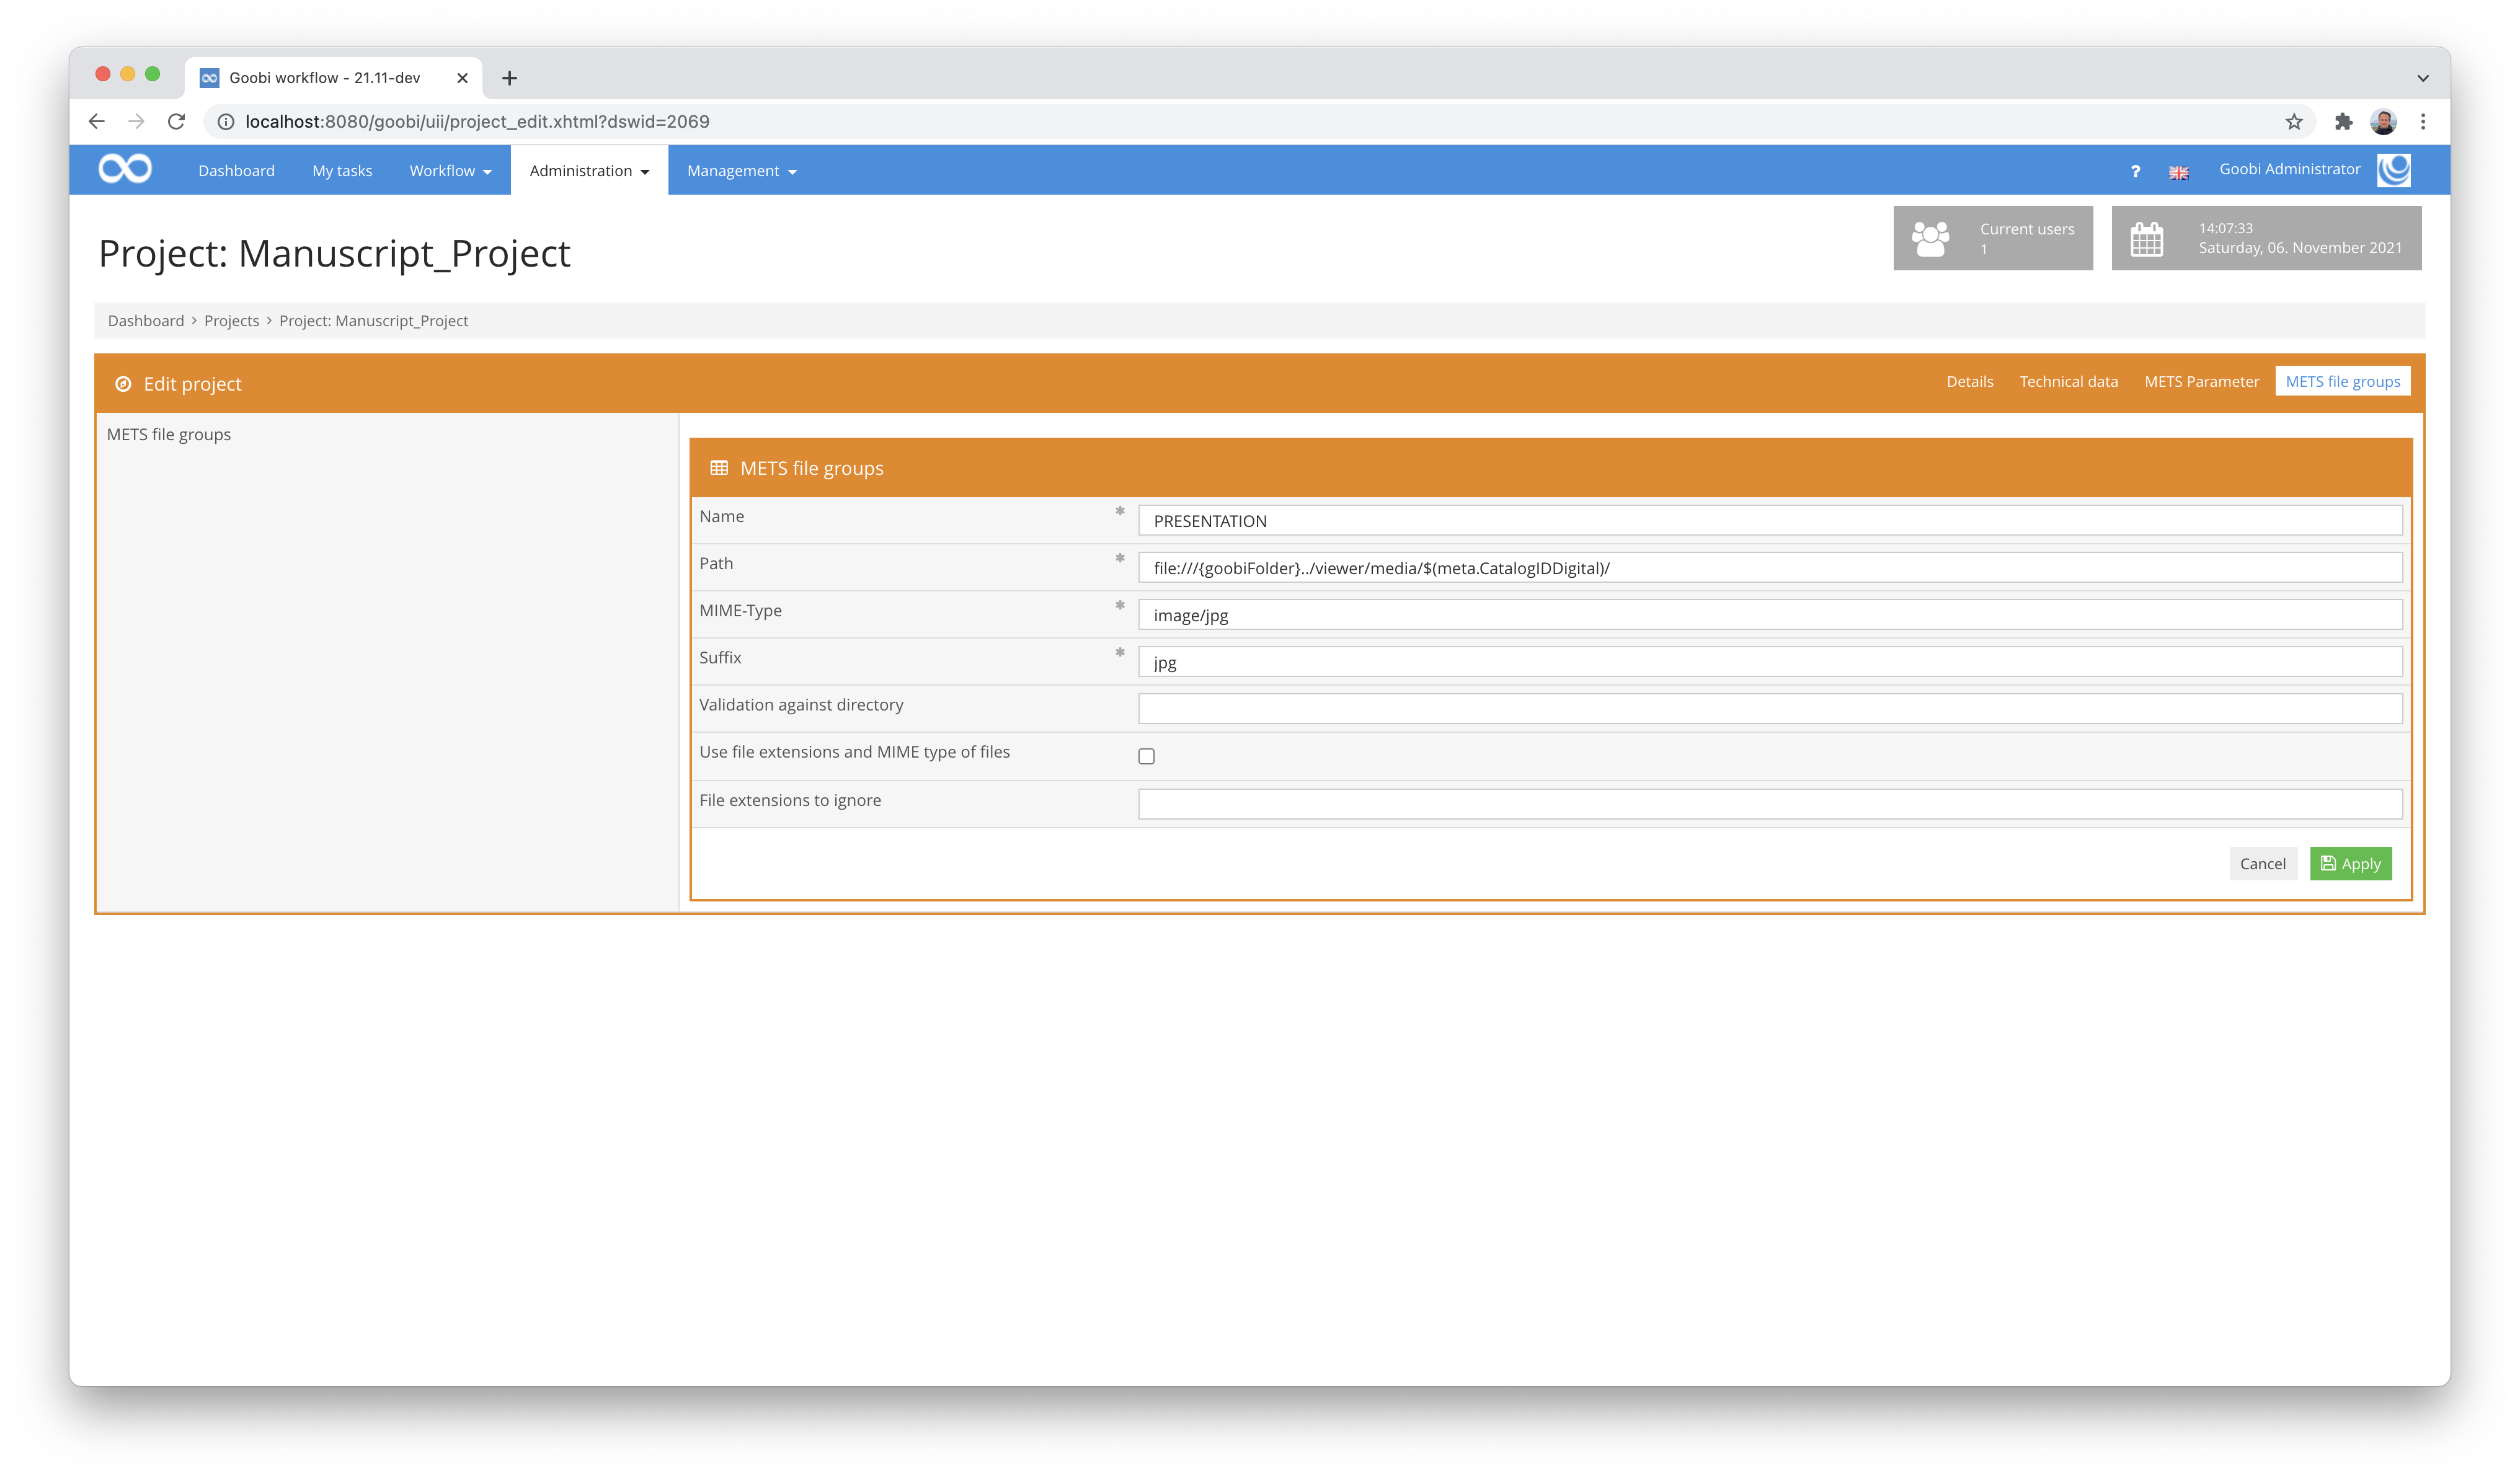 Goobi workflow - 21.11-dev
localhost:8080/goobi/uii/project_edit.xhtml?dswid=2069
Dashboard My tasks Workflow Administration Management ? Goobi Administrator
Project: Manuscript_Project
Current users
1
14:07:33
Saturday, 06. November 2021
Dashboard > Projects > Project: Manuscript_Project
Edit project Details Technical data METS Parameter METS file groups
METS file groups
METS file groups
Name * PRESENTATION
Path * file:///{goobiFolder}../viewer/media/$(meta.CatalogIDDigital)/
MIME-Type * image/jpg
Suffix * jpg
Validation against directory
Use file extensions and MIME type of files
File extensions to ignore
Cancel Apply